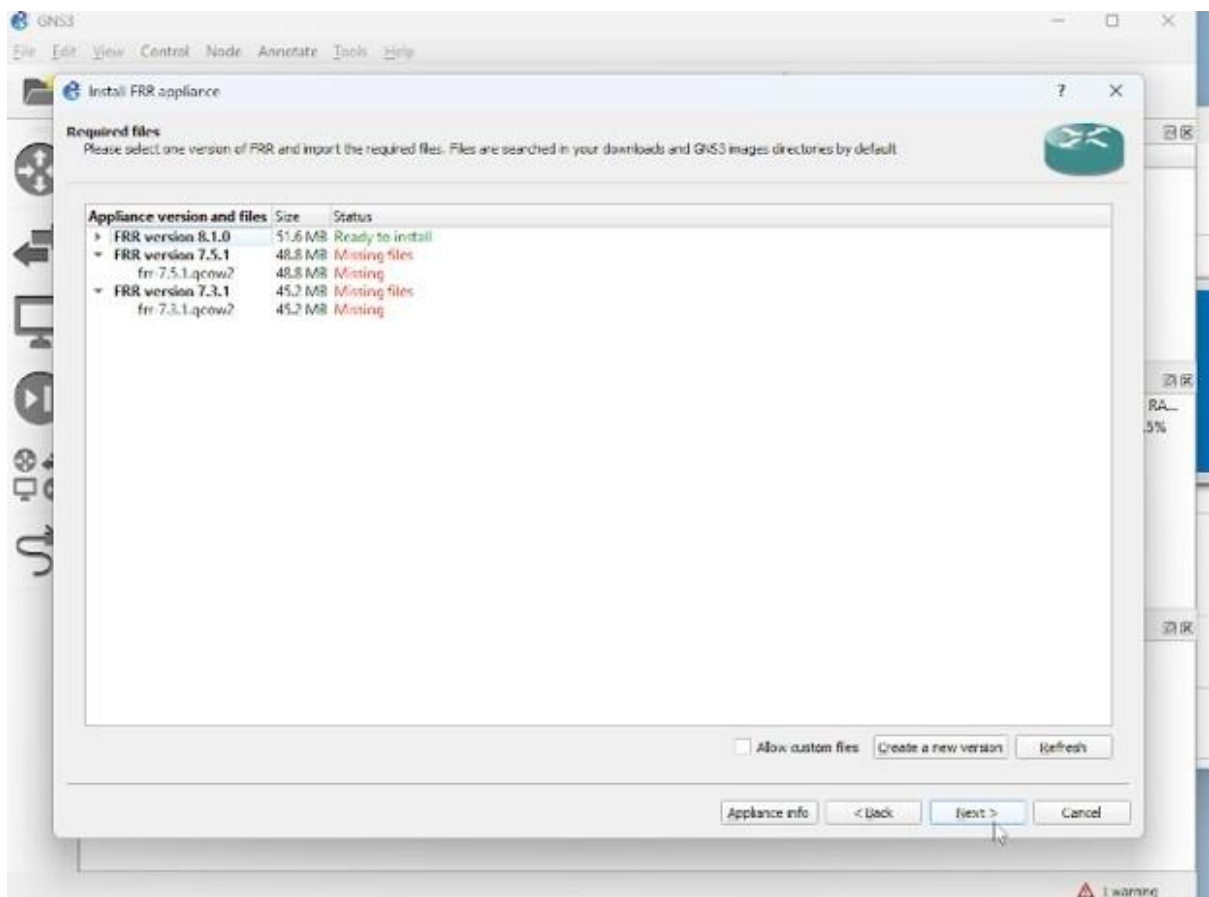 GNS3
File Edit View Control Node Annotate Tools Help
Install FRR appliance
Required files
Please select one version of FRR and import the required files. Files are searched in your downloads and GNS3 images directories by default
Appliance version and files Size Status
FRR version 8.1.0 51.6 MB Ready to install
FRR version 7.5.1 48.8 MB Missing files
frr-7.5.1.qcow2 48.8 MB Missing
FRR version 7.3.1 45.2 MB Missing files
frr-7.3.1.qcow2 45.2 MB Missing
RA...
.5%
Allow custom files Create a new version Refresh
Appliance info < Back Next > Cancel
1 warning